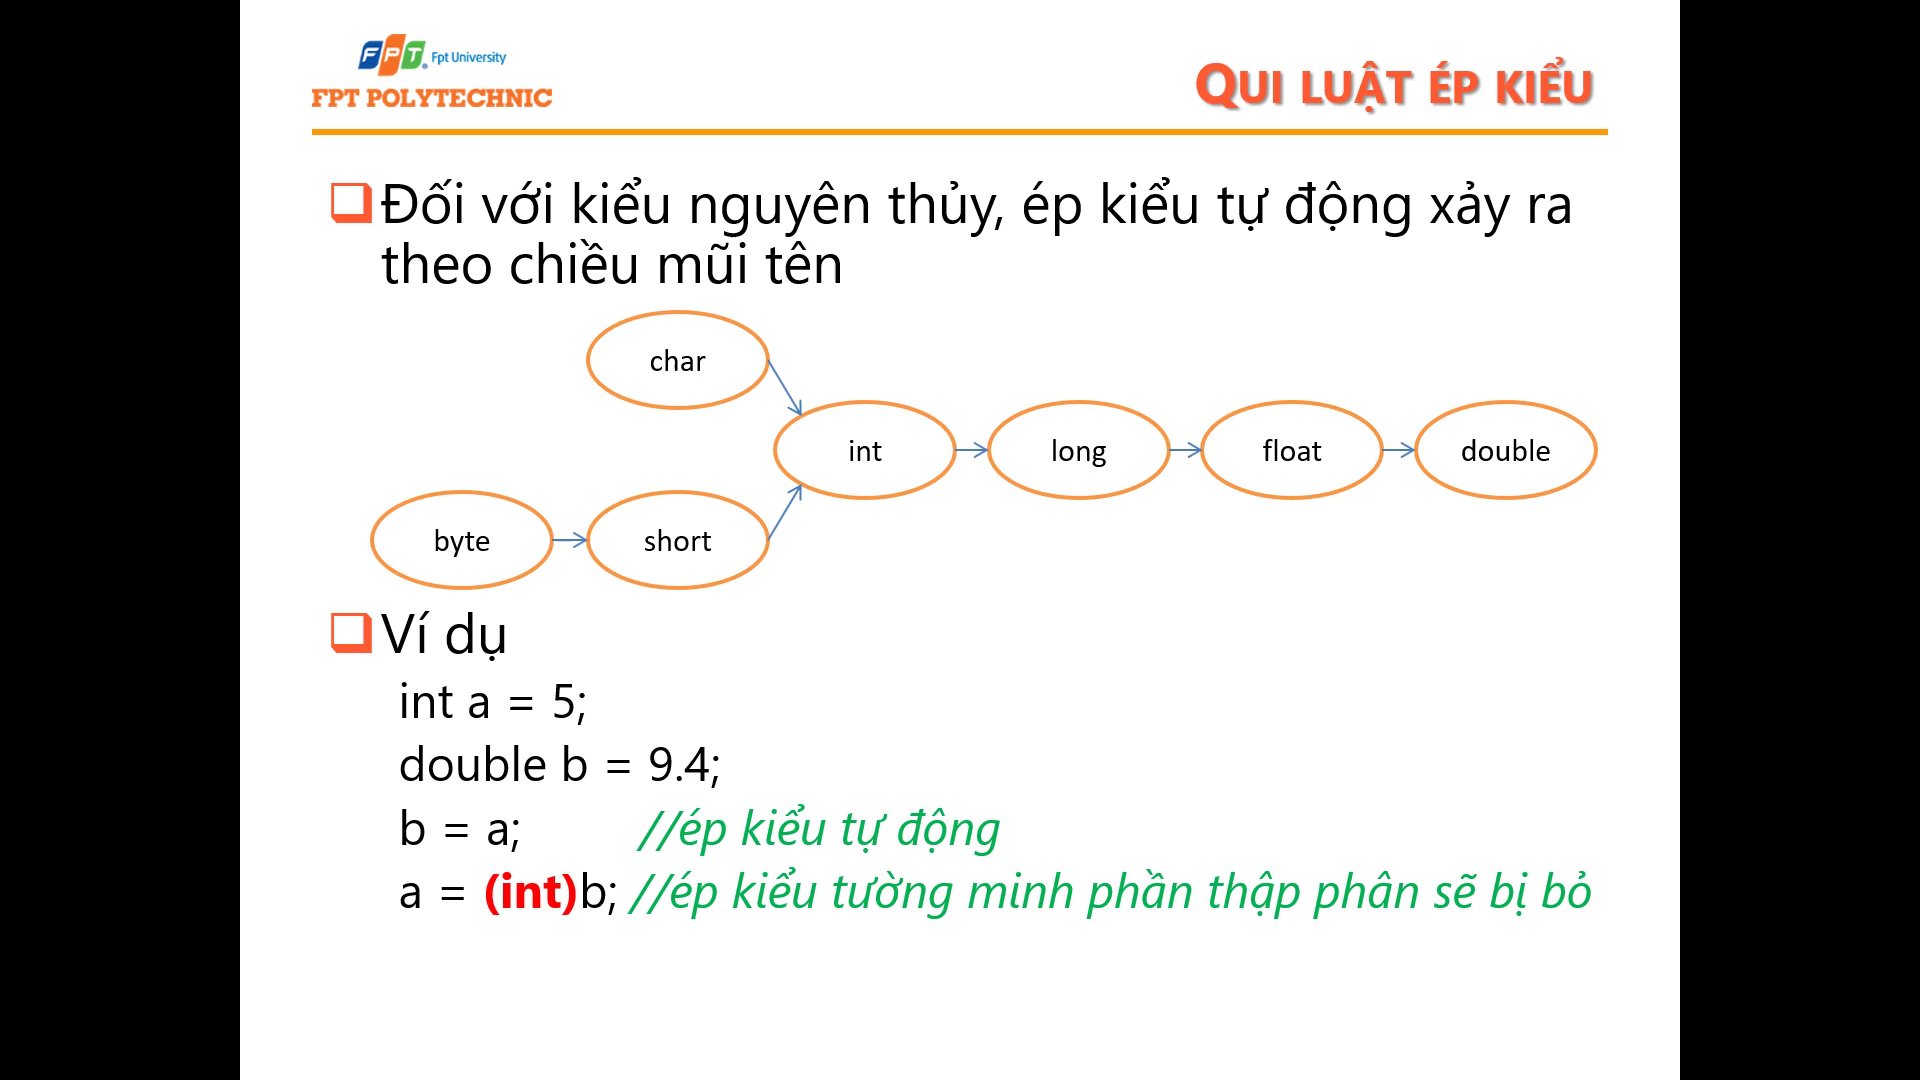 FPT Fpt University
FPT POLYTECHNIC
QUI LUẬT ÉP KIỂU
Đối với kiểu nguyên thủy, ép kiểu tự động xảy ra
theo chiều mũi tên
char
int
long
float
double
byte
short
Ví dụ
int a = 5;
double b = 9.4;
b = a; //ép kiểu tự động
a = (int)b; //ép kiểu tường minh phần thập phân sẽ bị bỏ